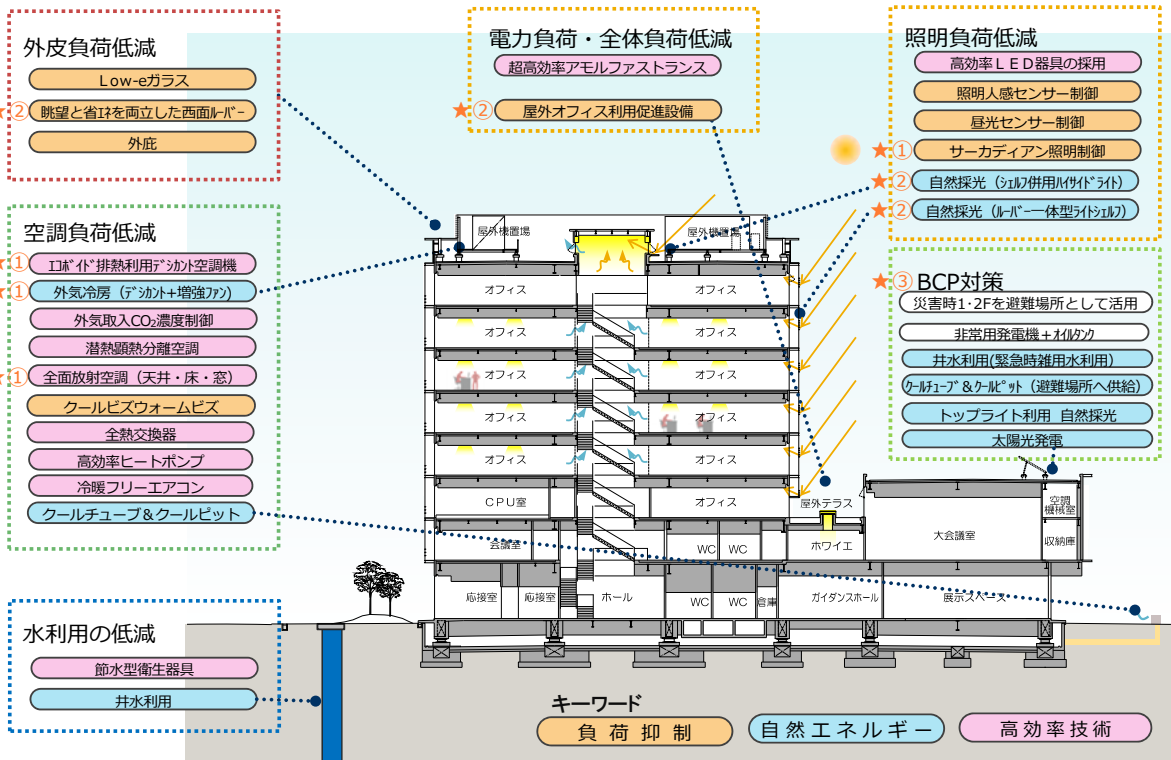 外皮負荷低減
Low-eガラス
★② 眺望と省ｴﾈを両立した西面ﾙｰﾊﾞｰ
外庇
電力負荷・全体負荷低減
超高効率アモルファストランス
★② 屋外オフィス利用促進設備
照明負荷低減
高効率ＬＥＤ器具の採用
照明人感センサー制御
昼光センサー制御
★① サーカディアン照明制御
★② 自然採光（ｼｪﾙﾌ併用ﾊｲｻｲﾄﾞﾗｲﾄ）
★② 自然採光（ﾙｰﾊﾞｰ一体型ﾗｲﾄｼｪﾙﾌ）
空調負荷低減
★① ｴｺﾎﾞｲﾄﾞ排熱利用ﾃﾞｼｶﾝﾄ空調機
★① 外気冷房（ﾃﾞｼｶﾝﾄ+増強ﾌｧﾝ）
外気取入CO₂濃度制御
潜熱顕熱分離空調
★① 全面放射空調（天井・床・窓）
クールビズウォームビズ
全熱交換器
高効率ヒートポンプ
冷暖フリーエアコン
クールチューブ＆クールピット
★③ BCP対策
災害時1･2Fを避難場所として活用
非常用発電機＋ｵｲﾙﾀﾝｸ
井水利用(緊急時雑用水利用)
ｸｰﾙﾁｭｰﾌﾞ&ｸｰﾙﾋﾟｯﾄ（避難場所へ供給）
トップライト利用 自然採光
太陽光発電
水利用の低減
節水型衛生器具
井水利用
屋外機置場
屋外機置場
オフィス
オフィス
オフィス
オフィス
オフィス
オフィス
オフィス
オフィス
オフィス
オフィス
ＣＰＵ室
オフィス
屋外テラス
空調機械室
会議室
WC
WC
ホワイエ
大会議室
収納庫
応接室
応接室
ホール
WC
WC
倉庫
ガイダンスホール
展示スペース
キーワード
負荷抑制
自然エネルギー
高効率技術